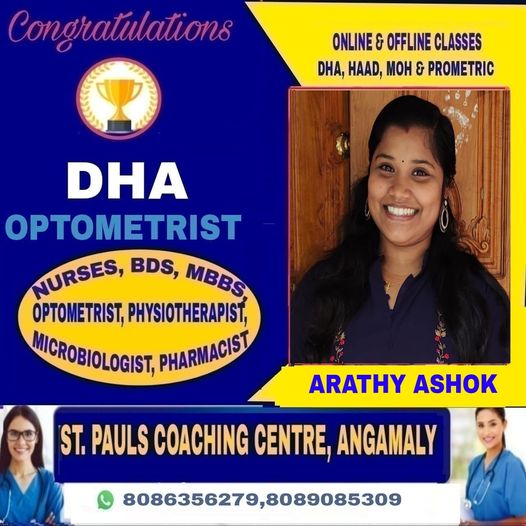 Congratulations
ONLINE & OFFLINE CLASSES
DHA, HAAD, MOH & PROMETRIC
DHA
OPTOMETRIST
NURSES, BDS, MBBS,
OPTOMETRIST, PHYSIOTHERAPIST,
MICROBIOLOGIST, PHARMACIST
ARATHY ASHOK
ST. PAULS COACHING CENTRE, ANGAMALY
8086356279,8089085309